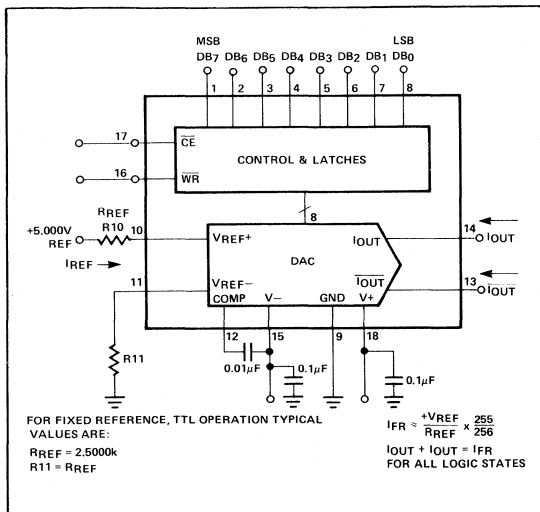 MSB LSB
DB7 DB6 DB5 DB4 DB3 DB2 DB1 DB0
1 2 3 4 5 6 7 8
17 CE
CONTROL & LATCHES
16 WR
8
RREF
R10
+5.000V
REF
10
VREF+
IOUT
14
IOUT
IREF
DAC
11
VREF-
IOUT
13
IOUT
COMP V- GND V+
12 15 9 18
R11
0.01µF
0.1µF
0.1µF
FOR FIXED REFERENCE, TTL OPERATION TYPICAL
VALUES ARE:
RREF = 2.5000k
R11 = RREF
IFR ≈ +VREF/RREF x 255/256
IOUT + IOUT = IFR
FOR ALL LOGIC STATES